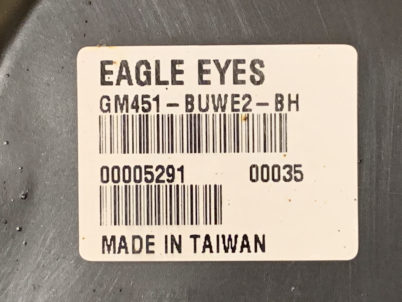 EAGLE EYES
GM451-BUWE2-BH
00005291 00035
MADE IN TAIWAN